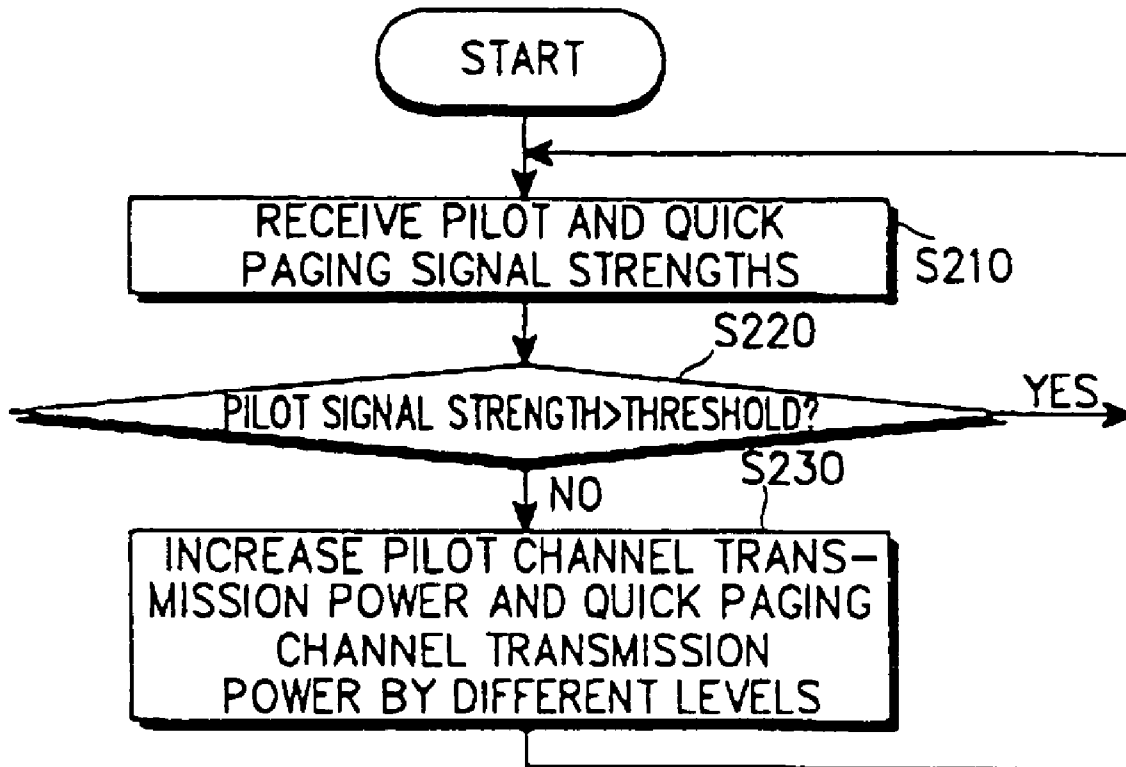 START
RECEIVE PILOT AND QUICK
PAGING SIGNAL STRENGTHS
S210
S220
PILOT SIGNAL STRENGTH>THRESHOLD?
YES
S230
NO
INCREASE PILOT CHANNEL TRANS-
MISSION POWER AND QUICK PAGING
CHANNEL TRANSMISSION
POWER BY DIFFERENT LEVELS